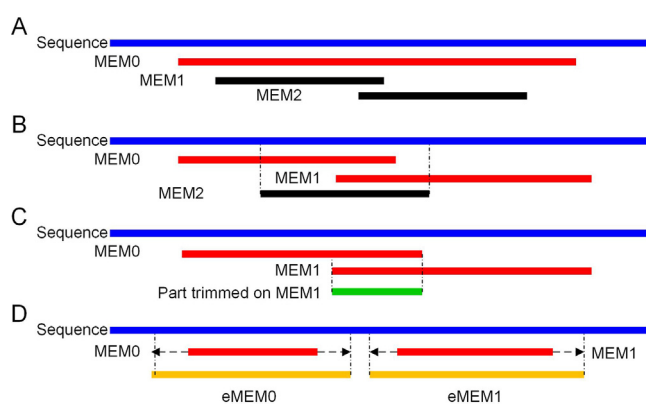 A
Sequence
MEM0
MEM1
MEM2
B
Sequence
MEM0
MEM1
MEM2
C
Sequence
MEM0
MEM1
Part trimmed on MEM1
D
Sequence
MEM0 MEM1
eMEM0 eMEM1